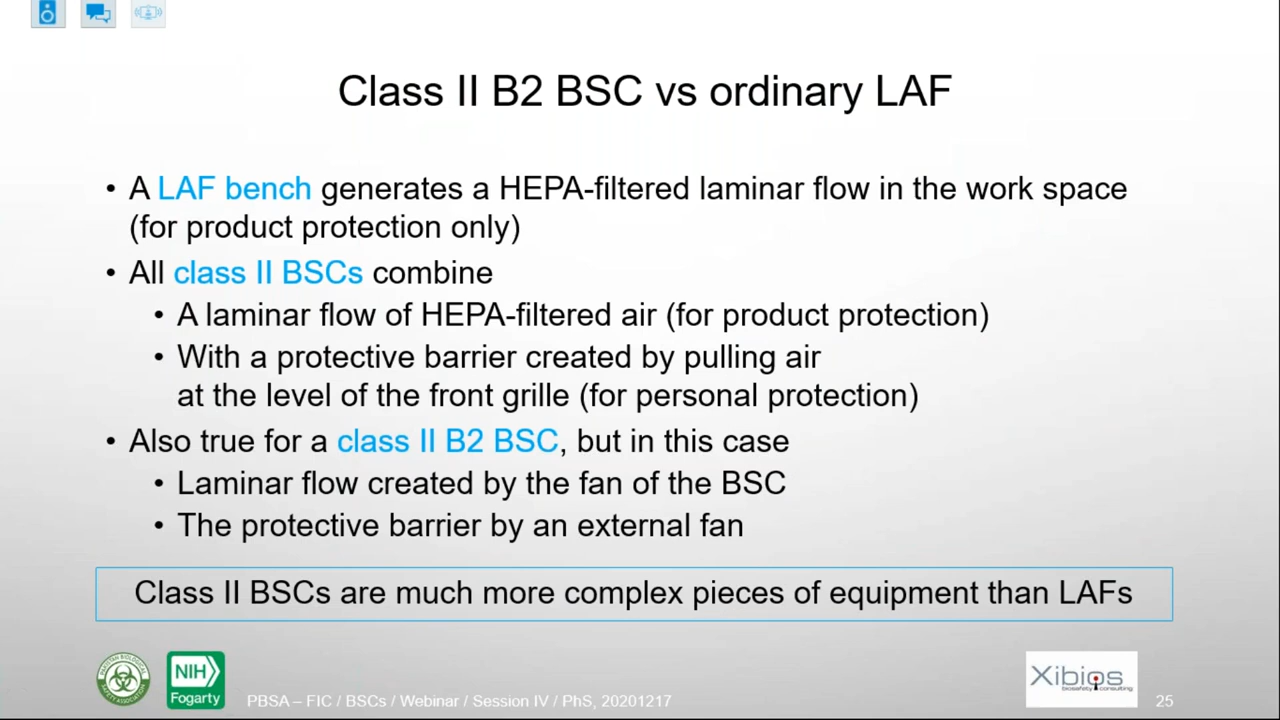 Class II B2 BSC vs ordinary LAF
• A LAF bench generates a HEPA-filtered laminar flow in the work space
(for product protection only)
• All class II BSCs combine
• A laminar flow of HEPA-filtered air (for product protection)
• With a protective barrier created by pulling air
at the level of the front grille (for personal protection)
• Also true for a class II B2 BSC, but in this case
• Laminar flow created by the fan of the BSC
• The protective barrier by an external fan
Class II BSCs are much more complex pieces of equipment than LAFs
NIH
Fogarty
PBSA – FIC / BSCs / Webinar / Session IV / PhS, 20201217
Xibios
biosafety consulting
25